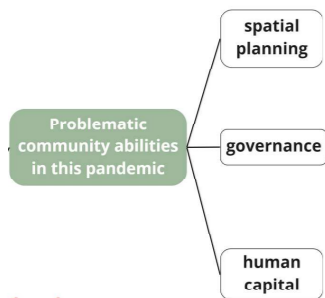 spatial
planning
Problematic
community abilities
in this pandemic
governance
human
capital